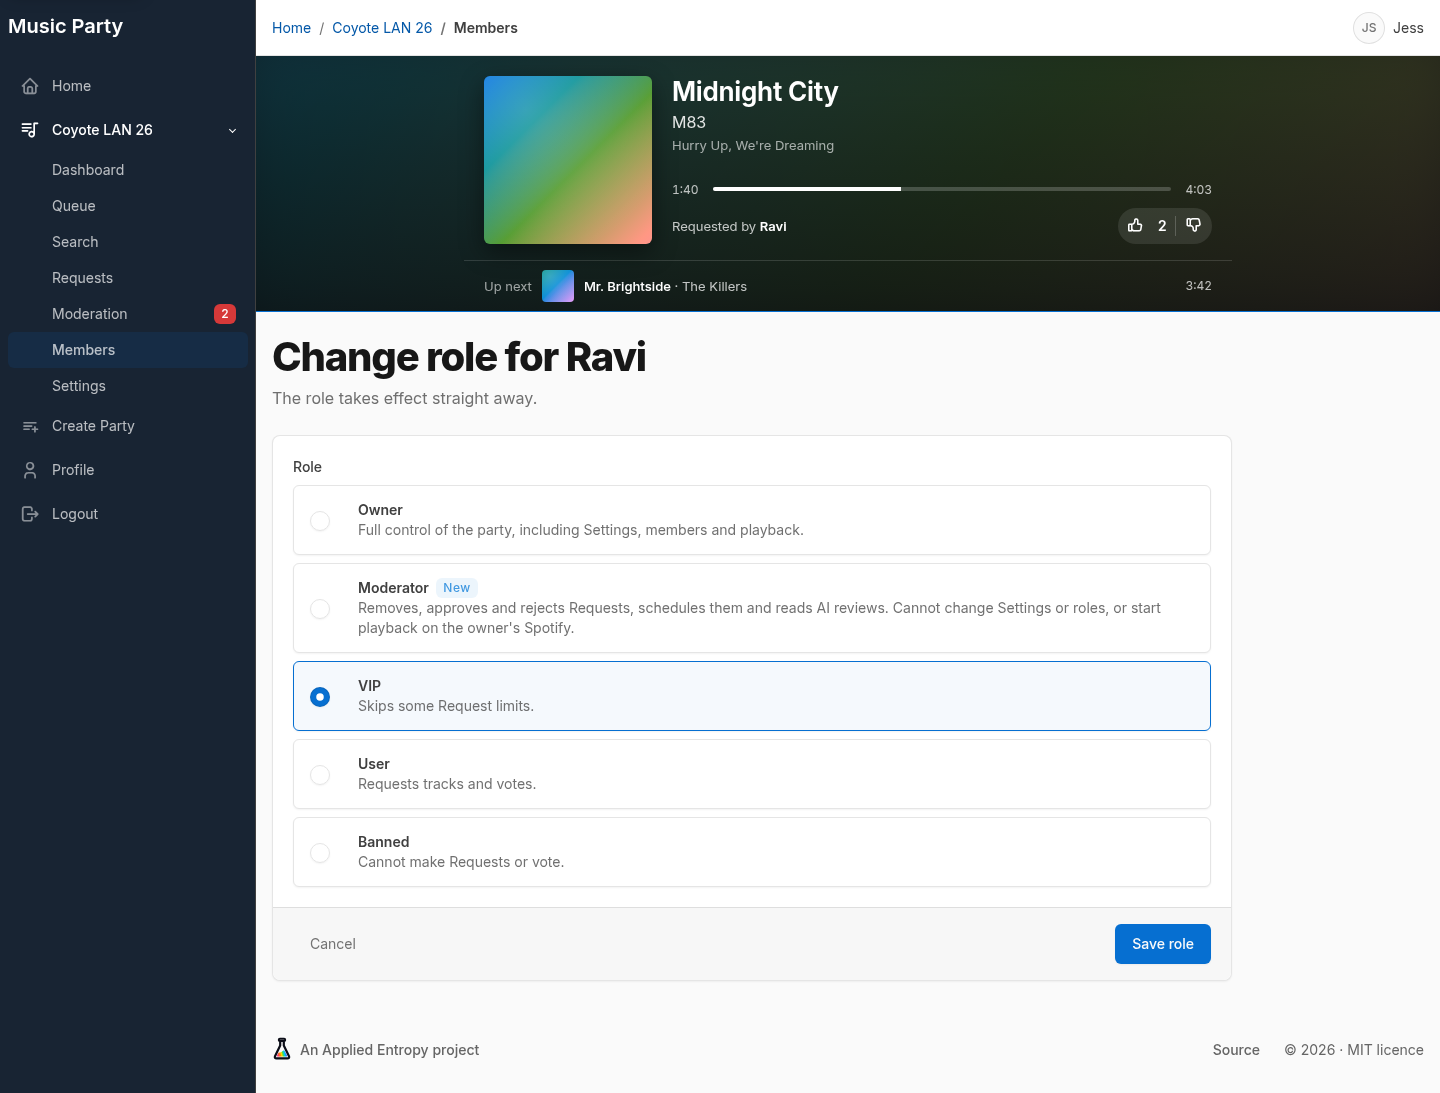 Music Party
Home
Coyote LAN 26
Dashboard
Queue
Search
Requests
Moderation 2
Members
Settings
Create Party
Profile
Logout
Home / Coyote LAN 26 / Members
JS Jess
Midnight City
M83
Hurry Up, We're Dreaming
1:40 4:03
Requested by Ravi 2
Up next Mr. Brightside · The Killers 3:42
Change role for Ravi
The role takes effect straight away.
Role
Owner
Full control of the party, including Settings, members and playback.
Moderator New
Removes, approves and rejects Requests, schedules them and reads AI reviews. Cannot change Settings or roles, or start
playback on the owner's Spotify.
VIP
Skips some Request limits.
User
Requests tracks and votes.
Banned
Cannot make Requests or vote.
Cancel Save role
An Applied Entropy project
Source © 2026 · MIT licence